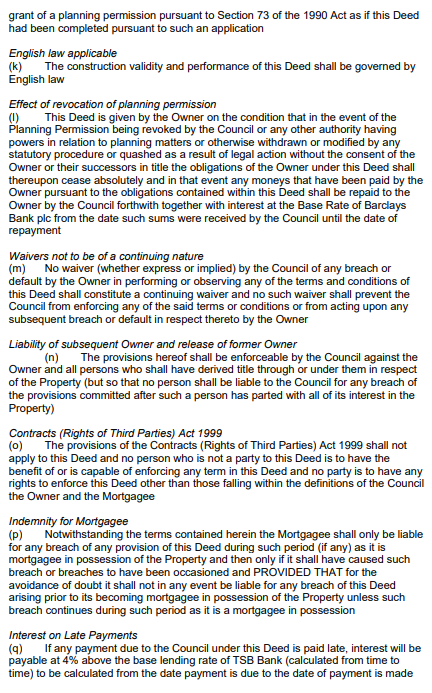 grant of a planning permission pursuant to Section 73 of the 1990 Act as if this Deed
had been completed pursuant to such an application
English law applicable
(k) The construction validity and performance of this Deed shall be governed by
English law
Effect of revocation of planning permission
(l) This Deed is given by the Owner on the condition that in the event of the
Planning Permission being revoked by the Council or any other authority having
powers in relation to planning matters or otherwise withdrawn or modified by any
statutory procedure or quashed as a result of legal action without the consent of the
Owner or their successors in title the obligations of the Owner under this Deed shall
thereupon cease absolutely and in that event any moneys that have been paid by the
Owner pursuant to the obligations contained within this Deed shall be repaid to the
Owner by the Council forthwith together with interest at the Base Rate of Barclays
Bank plc from the date such sums were received by the Council until the date of
repayment
Waivers not to be of a continuing nature
(m) No waiver (whether express or implied) by the Council of any breach or
default by the Owner in performing or observing any of the terms and conditions of
this Deed shall constitute a continuing waiver and no such waiver shall prevent the
Council from enforcing any of the said terms or conditions or from acting upon any
subsequent breach or default in respect thereto by the Owner
Liability of subsequent Owner and release of former Owner
(n) The provisions hereof shall be enforceable by the Council against the
Owner and all persons who shall have derived title through or under them in respect
of the Property (but so that no person shall be liable to the Council for any breach of
the provisions committed after such a person has parted with all of its interest in the
Property)
Contracts (Rights of Third Parties) Act 1999
(o) The provisions of the Contracts (Rights of Third Parties) Act 1999 shall not
apply to this Deed and no person who is not a party to this Deed is to have the
benefit of or is capable of enforcing any term in this Deed and no party is to have any
rights to enforce this Deed other than those falling within the definitions of the Council
the Owner and the Mortgagee
Indemnity for Mortgagee
(p) Notwithstanding the terms contained herein the Mortgagee shall only be liable
for any breach of any provision of this Deed during such period (if any) as it is
mortgagee in possession of the Property and then only if it shall have caused such
breach or breaches to have been occasioned and PROVIDED THAT for the
avoidance of doubt it shall not in any event be liable for any breach of this Deed
arising prior to its becoming mortgagee in possession of the Property unless such
breach continues during such period as it is a mortgagee in possession
Interest on Late Payments
(q) If any payment due to the Council under this Deed is paid late, interest will be
payable at 4% above the base lending rate of TSB Bank (calculated from time to
time) to be calculated from the date payment is due to the date of payment is made